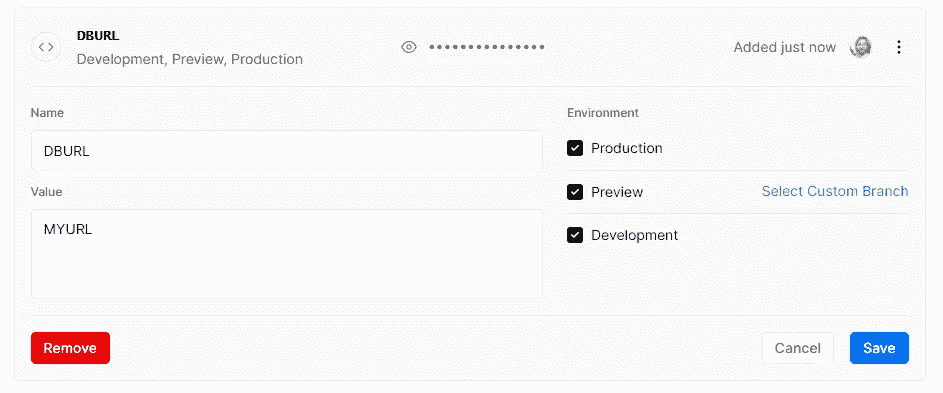 DBURL
Development, Preview, Production
•••••••••••••••
Added just now
Name
DBURL
Value
MYURL
Environment
Production
Preview
Select Custom Branch
Development
Remove
Cancel
Save